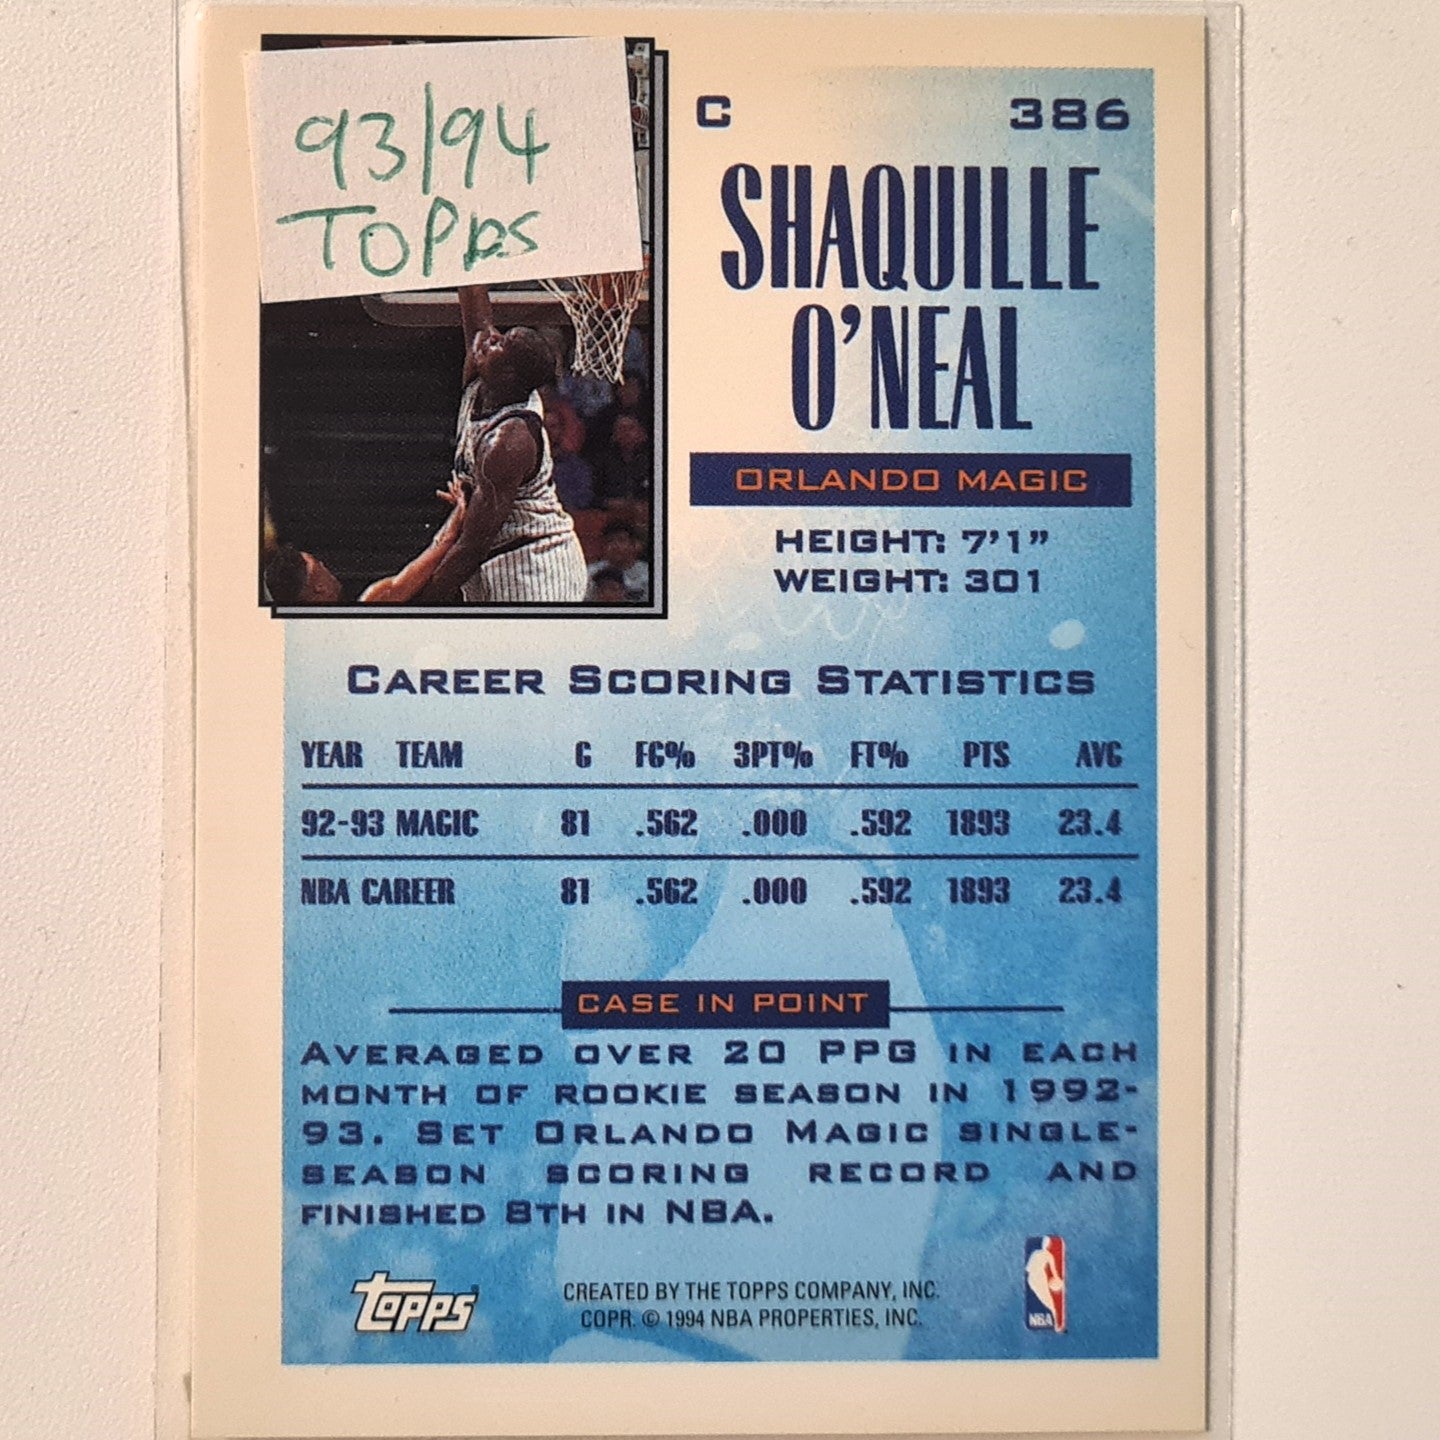 93/94
TOPPS
C 386
SHAQUILLE
O'NEAL
ORLANDO MAGIC
HEIGHT: 7'1"
WEIGHT: 301
CAREER SCORING STATISTICS
YEAR TEAM G FG% 3PT% FT% PTS AVG
92-93 MAGIC 81 .562 .000 .592 1893 23.4
NBA CAREER 81 .562 .000 .592 1893 23.4
CASE IN POINT
AVERAGED OVER 20 PPG IN EACH
MONTH OF ROOKIE SEASON IN 1992-
93. SET ORLANDO MAGIC SINGLE-
SEASON SCORING RECORD AND
FINISHED 8TH IN NBA.
TOPPS
CREATED BY THE TOPPS COMPANY, INC.
COPR. © 1994 NBA PROPERTIES, INC.
NBA